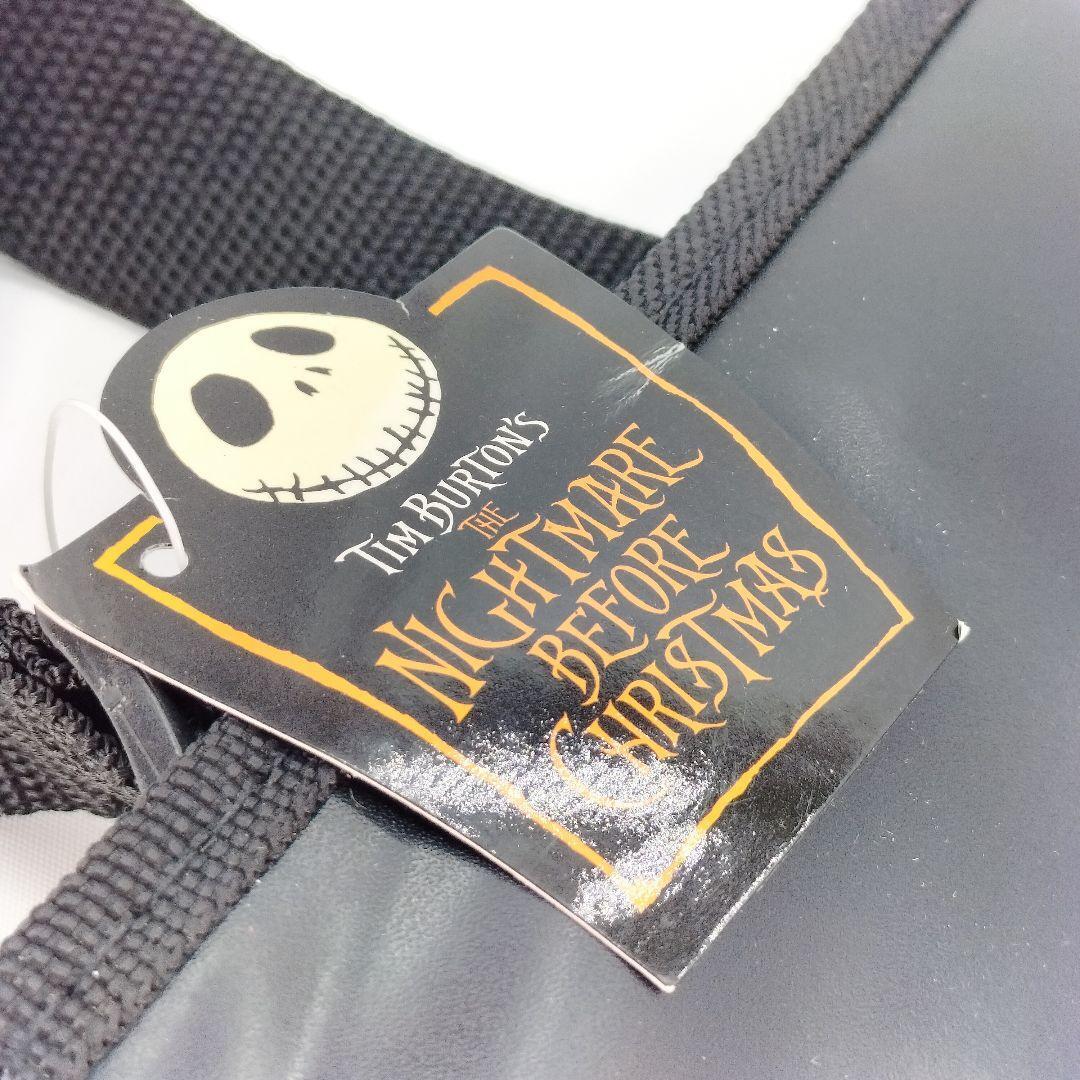 TIM BURTON'S
THE
NIGHTMARE
BEFORE
CHRISTMAS